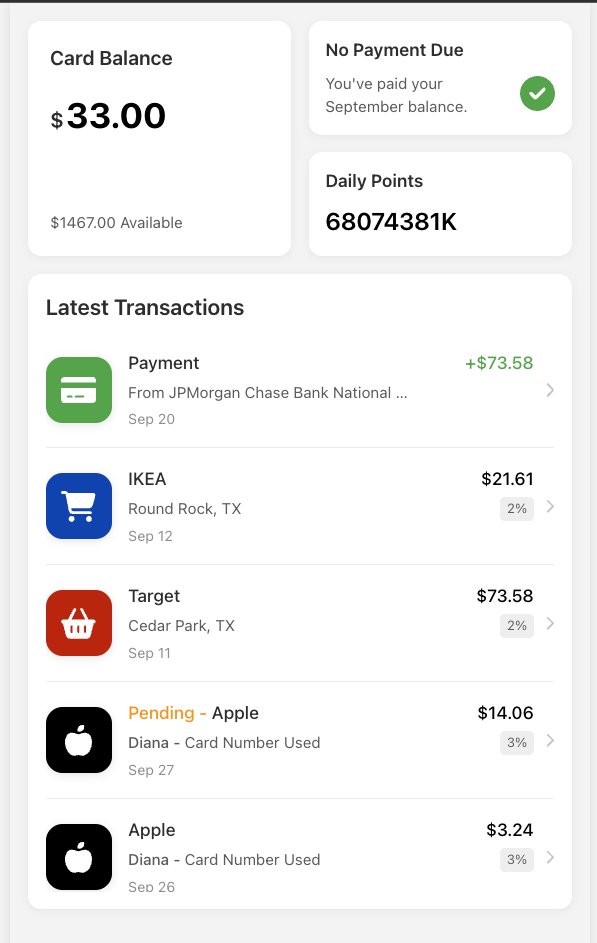 Card Balance
$33.00
$1467.00 Available
No Payment Due
You've paid your
September balance.
Daily Points
68074381K
Latest Transactions
Payment
+$73.58
From JPMorgan Chase Bank National ...
Sep 20
IKEA
$21.61
Round Rock, TX
2%
Sep 12
Target
$73.58
Cedar Park, TX
2%
Sep 11
Pending - Apple
$14.06
Diana - Card Number Used
3%
Sep 27
Apple
$3.24
Diana - Card Number Used
3%
Sep 26